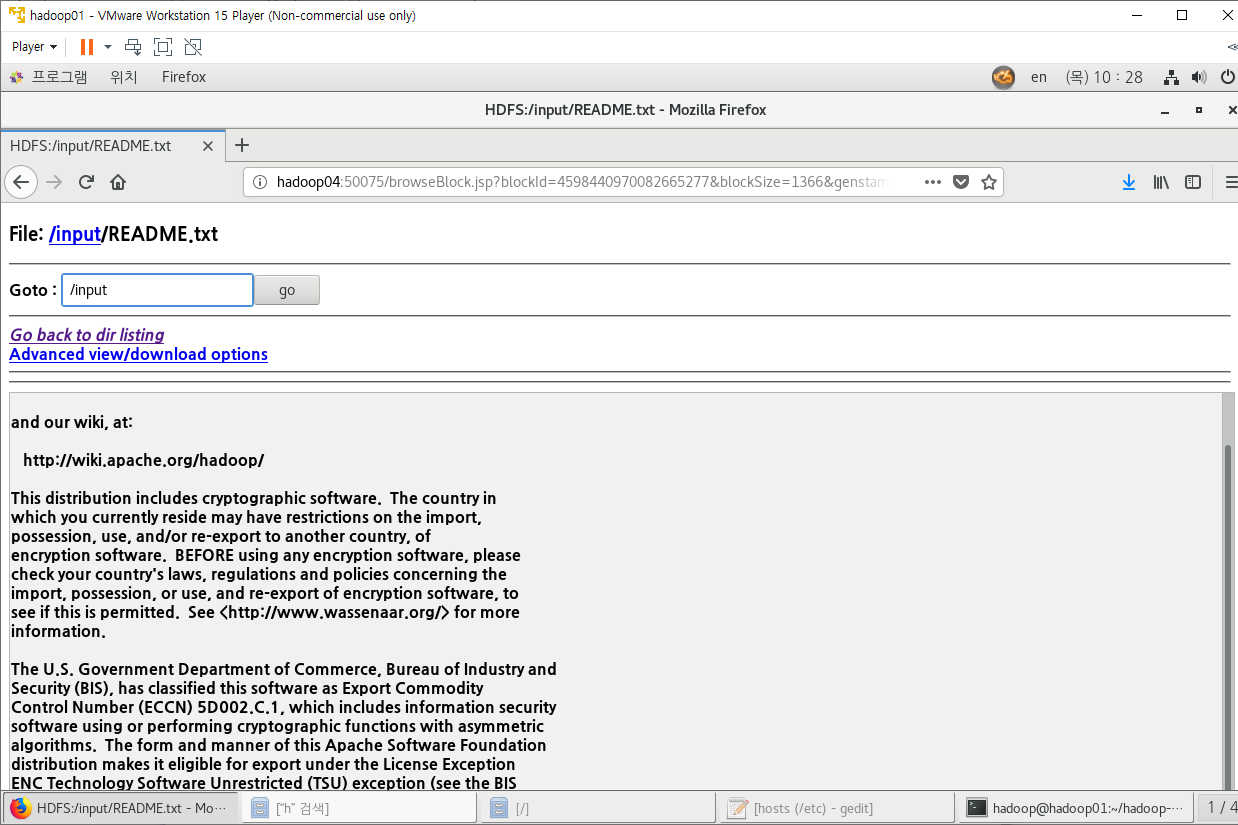 hadoop01 - VMware Workstation 15 Player (Non-commercial use only)
Player
프로그램 위치 Firefox en (목) 10 : 28
HDFS:/input/README.txt - Mozilla Firefox
HDFS:/input/README.txt
hadoop04:50075/browseBlock.jsp?blockId=4598440970082665277&blockSize=1366&genstam
File: /input/README.txt
Goto : /input go
Go back to dir listing
Advanced view/download options
and our wiki, at:
http://wiki.apache.org/hadoop/
This distribution includes cryptographic software. The country in
which you currently reside may have restrictions on the import,
possession, use, and/or re-export to another country, of
encryption software. BEFORE using any encryption software, please
check your country's laws, regulations and policies concerning the
import, possession, or use, and re-export of encryption software, to
see if this is permitted. See <http://www.wassenaar.org/> for more
information.
The U.S. Government Department of Commerce, Bureau of Industry and
Security (BIS), has classified this software as Export Commodity
Control Number (ECCN) 5D002.C.1, which includes information security
software using or performing cryptographic functions with asymmetric
algorithms. The form and manner of this Apache Software Foundation
distribution makes it eligible for export under the License Exception
ENC Technology Software Unrestricted (TSU) exception (see the BIS
HDFS:/input/README.txt - Mo··· ["h" 검색] [/] [hosts (/etc) - gedit] hadoop@hadoop01:~/hadoop-··· 1 / 4